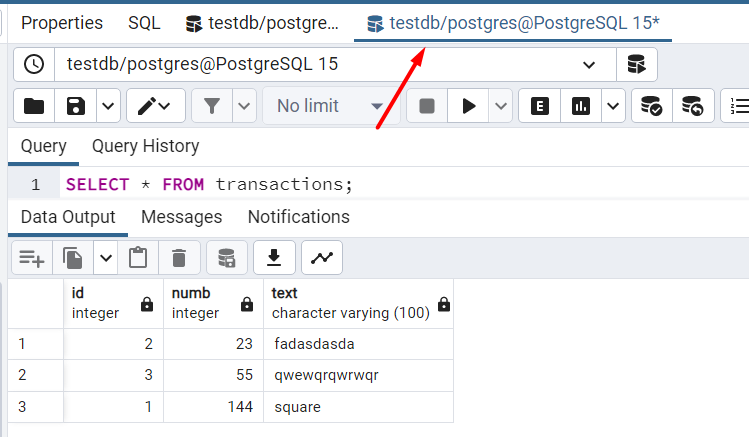 Properties SQL testdb/postgre... testdb/postgres@PostgreSQL 15*
testdb/postgres@PostgreSQL 15
No limit E
Query Query History
1 SELECT * FROM transactions;
Data Output Messages Notifications
id numb text
integer integer character varying (100)
1 2 23 fadasdasda
2 3 55 qwewqrqwrwqr
3 1 144 square